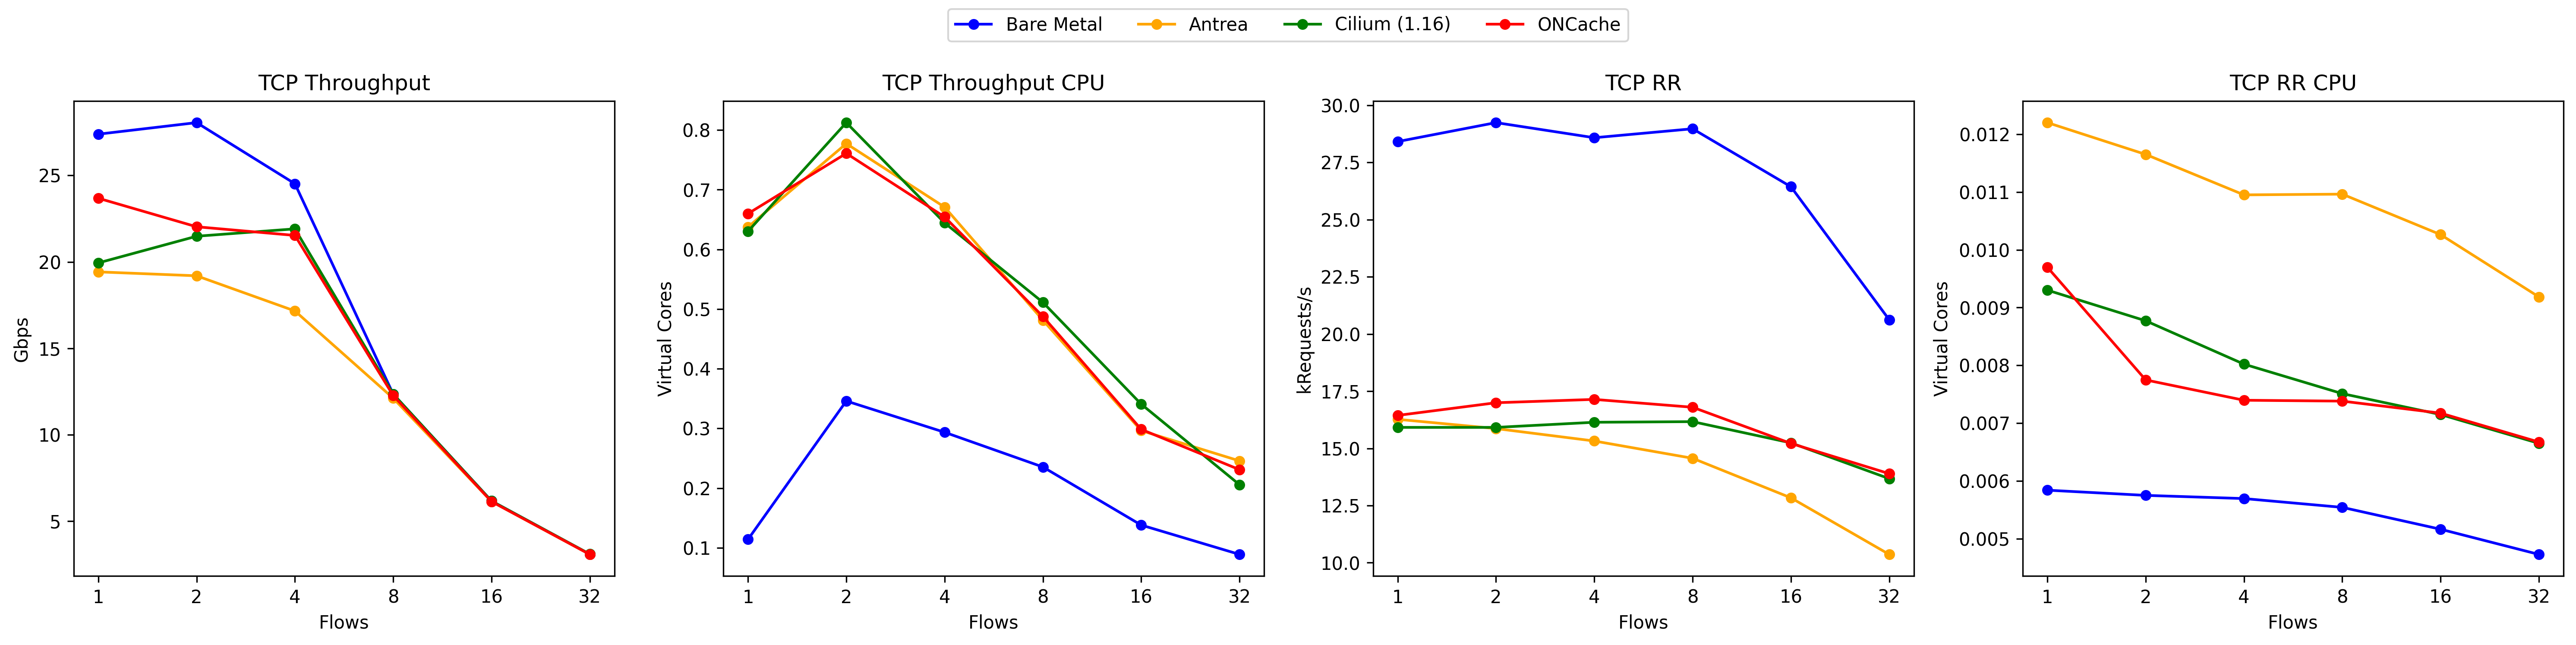 Bare Metal Antrea Cilium (1.16) ONCache
TCP Throughput
25
20
15
10
5
Gbps
1 2 4 8 16 32
Flows
TCP Throughput CPU
0.8
0.7
0.6
0.5
0.4
0.3
0.2
0.1
Virtual Cores
1 2 4 8 16 32
Flows
TCP RR
30.0
27.5
25.0
22.5
20.0
17.5
15.0
12.5
10.0
kRequests/s
1 2 4 8 16 32
Flows
TCP RR CPU
0.012
0.011
0.010
0.009
0.008
0.007
0.006
0.005
Virtual Cores
1 2 4 8 16 32
Flows